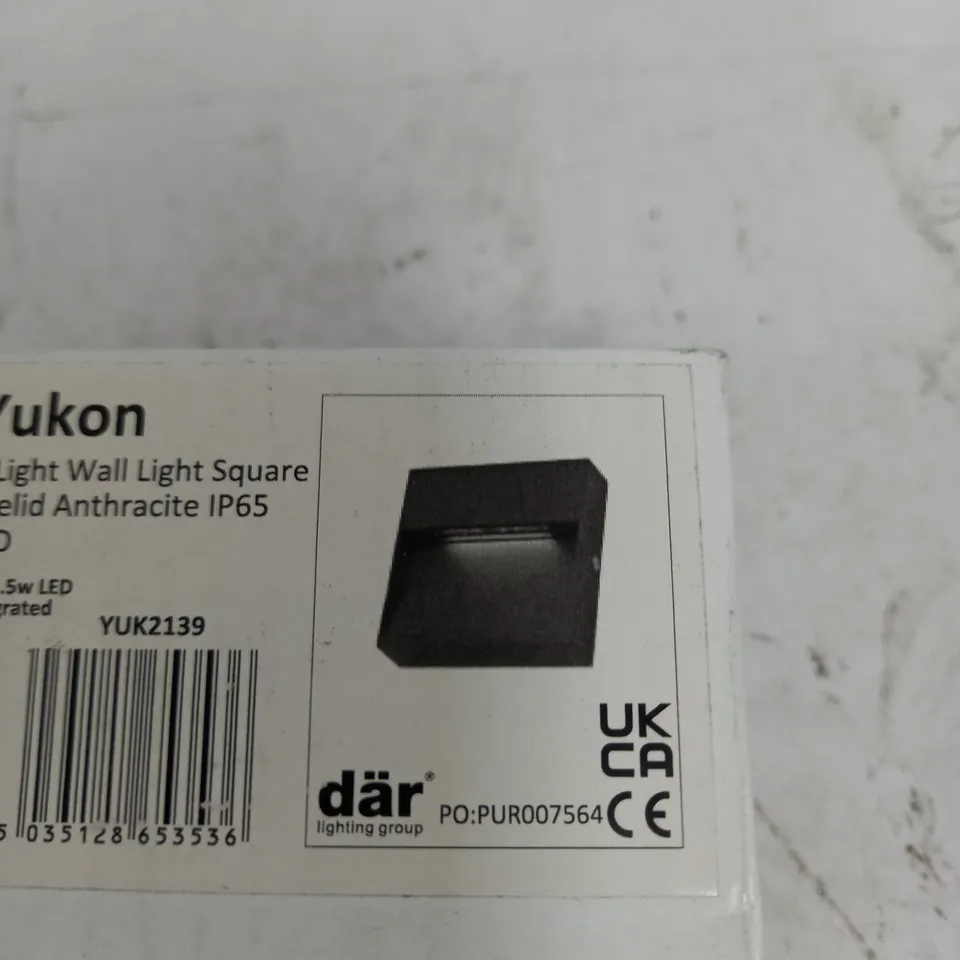 Yukon
Light Wall Light Square
elid Anthracite IP65
.5w LED
grated
YUK2139
5 035128 653536
där®
lighting group
PO:PUR007564
UK
CA
CE